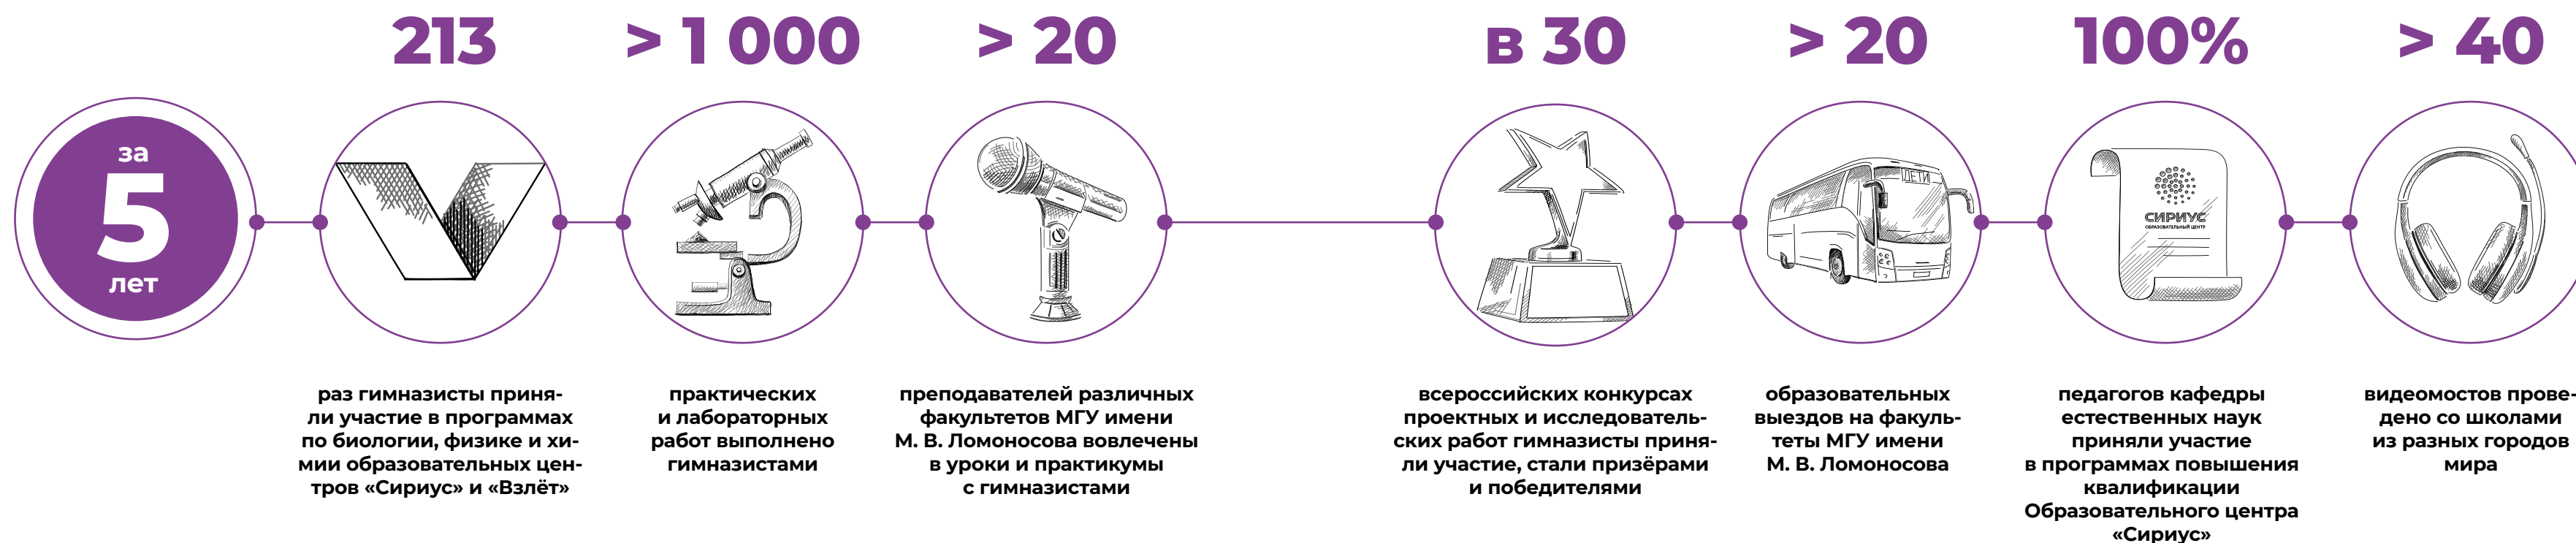 за
5
лет
213
раз гимназисты приня-
ли участие в программах
по биологии, физике и хи-
мии образовательных цен-
тров «Сириус» и «Взлёт»
> 1 000
практических
и лабораторных
работ выполнено
гимназистами
> 20
преподавателей различных
факультетов МГУ имени
М. В. Ломоносова вовлечены
в уроки и практикумы
с гимназистами
в 30
всероссийских конкурсах
проектных и исследователь-
ских работ гимназисты приня-
ли участие, стали призёрами
и победителями
> 20
ДЕТИ
образовательных
выездов на факуль-
теты МГУ имени
М. В. Ломоносова
100%
СИРИУС
ОБРАЗОВАТЕЛЬНЫЙ ЦЕНТР
педагогов кафедры
естественных наук
приняли участие
в программах повышения
квалификации
Образовательного центра
«Сириус»
> 40
видеомостов прове-
дено со школами
из разных городов
мира